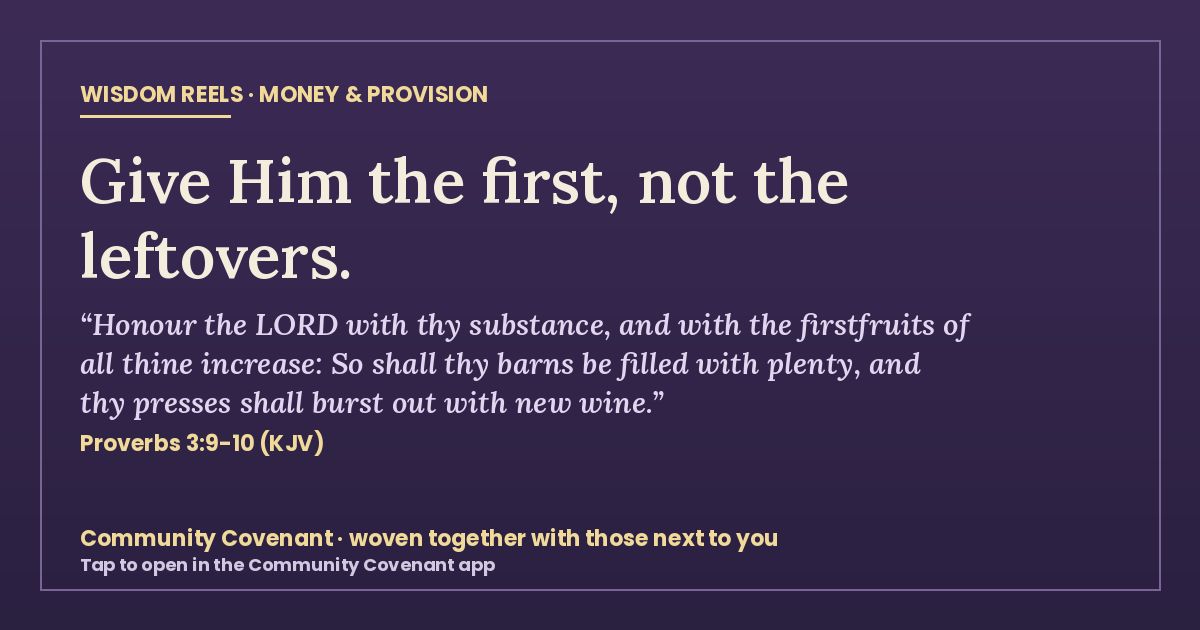 WISDOM REELS · MONEY & PROVISION
Give Him the first, not the
leftovers.
“Honour the LORD with thy substance, and with the firstfruits of
all thine increase: So shall thy barns be filled with plenty, and
thy presses shall burst out with new wine.”
Proverbs 3:9–10 (KJV)
Community Covenant · woven together with those next to you
Tap to open in the Community Covenant app